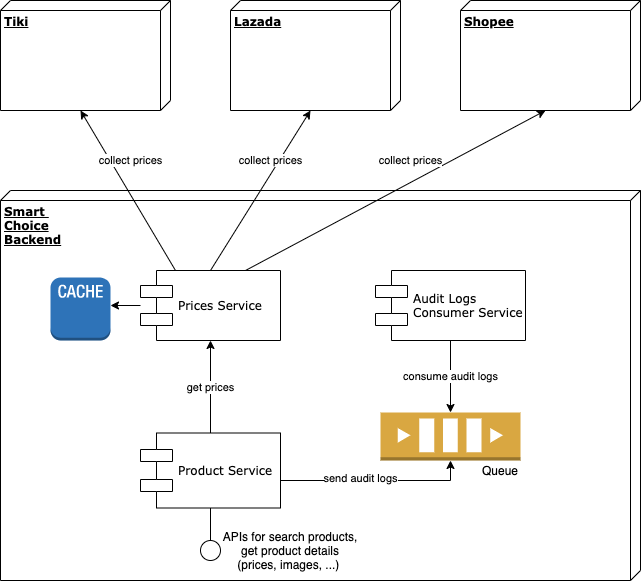 Tiki
Lazada
Shopee
collect prices
collect prices
collect prices
Smart
Choice
Backend
CACHE
Prices Service
Audit Logs
Consumer Service
get prices
consume audit logs
Product Service
send audit logs
Queue
APIs for search products,
get product details
(prices, images, ...)